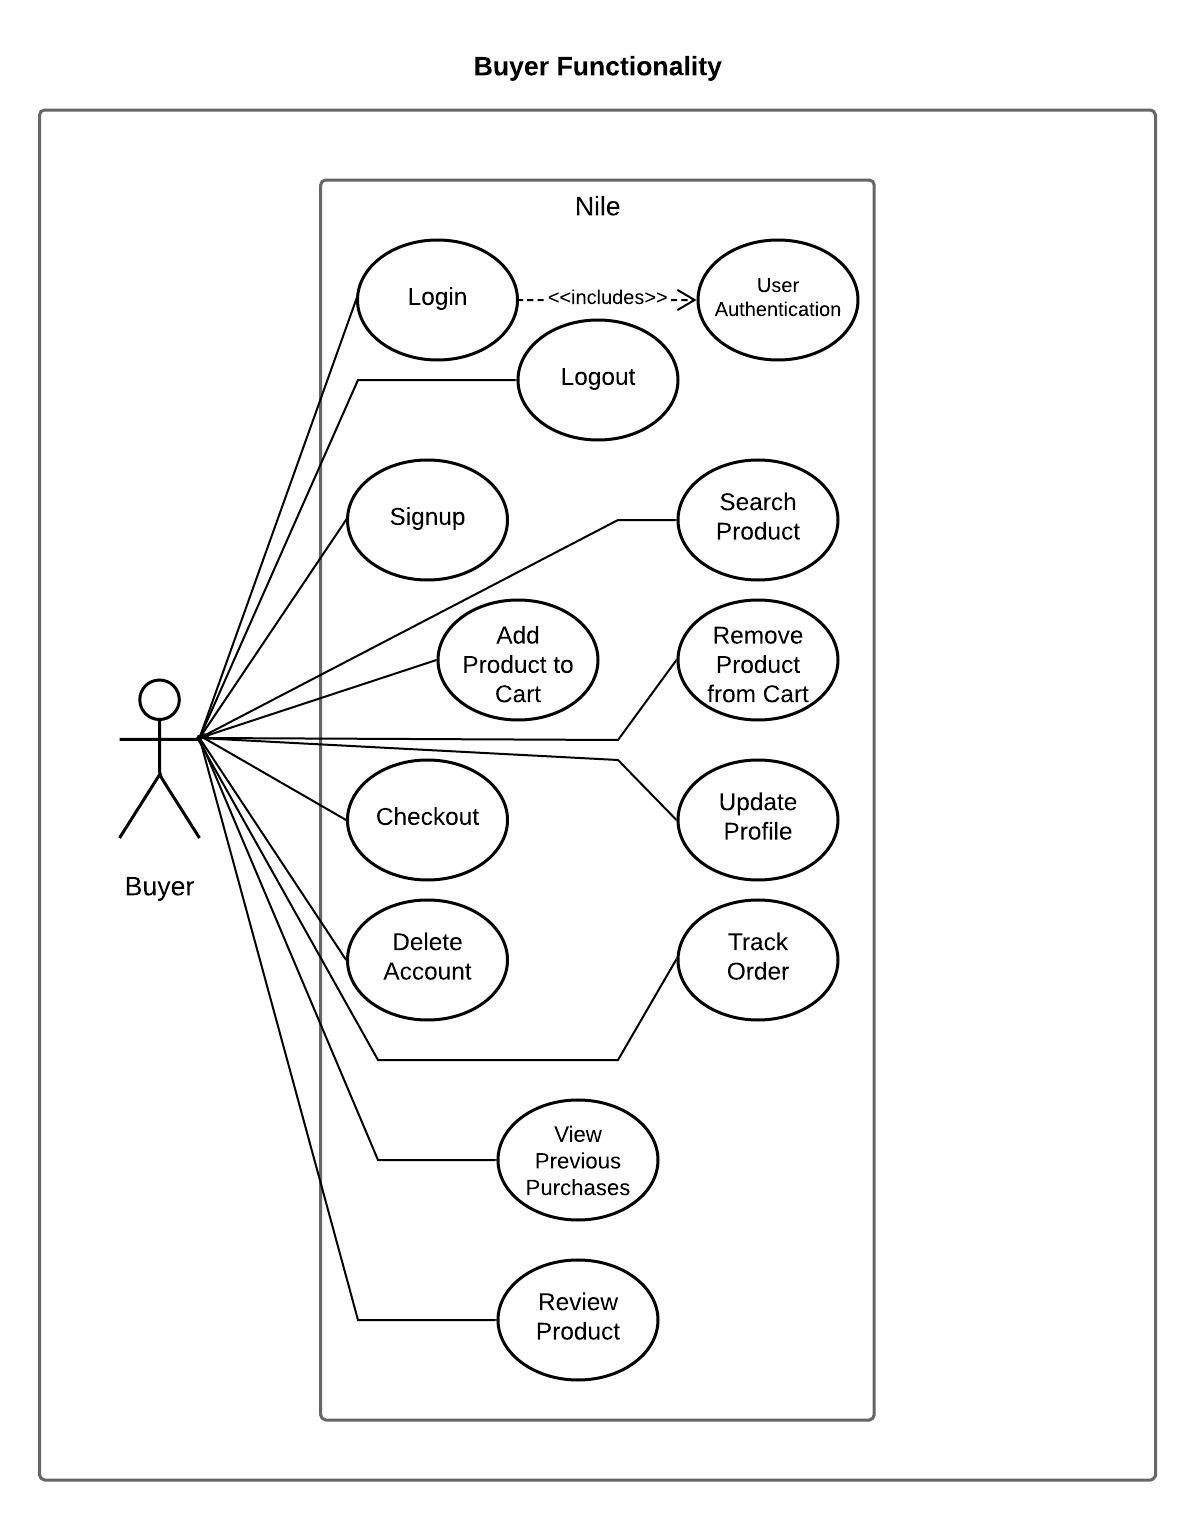 Buyer Functionality
Nile
Login
<<includes>>
User
Authentication
Logout
Signup
Search
Product
Add
Product to
Cart
Remove
Product
from Cart
Checkout
Update
Profile
Buyer
Delete
Account
Track
Order
View
Previous
Purchases
Review
Product